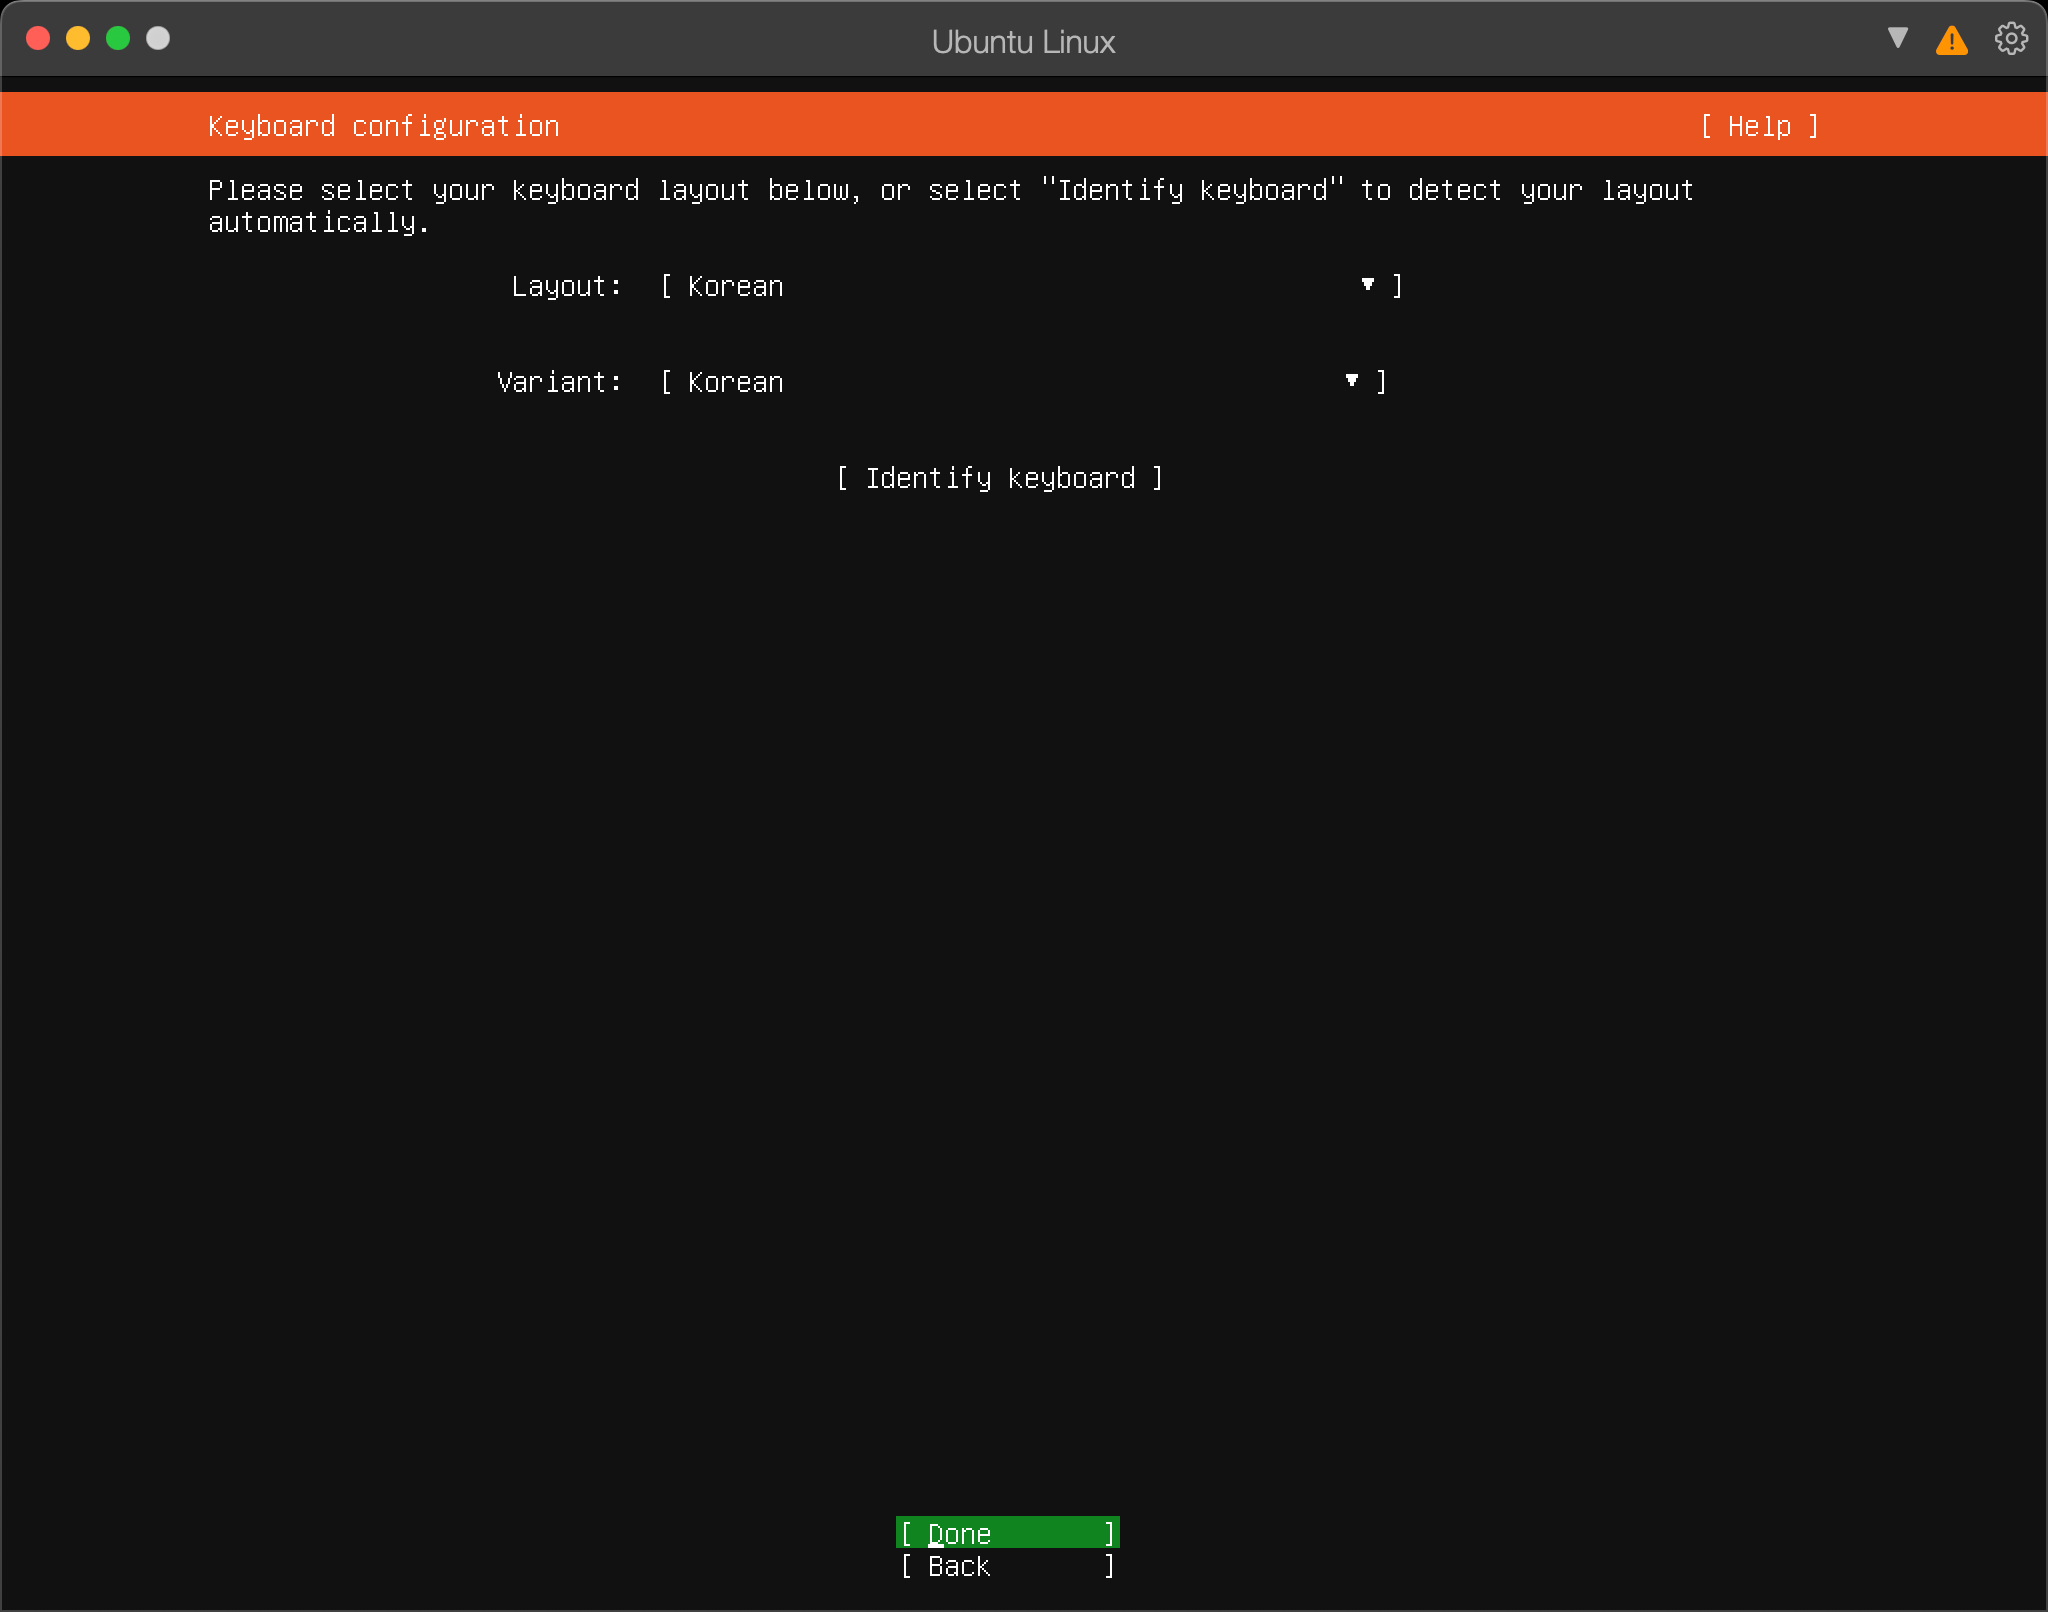 Ubuntu Linux
Keyboard configuration [ Help ]
Please select your keyboard layout below, or select "Identify keyboard" to detect your layout
automatically.
Layout: [ Korean ▼ ]
Variant: [ Korean ▼ ]
[ Identify keyboard ]
[ Done ]
[ Back ]